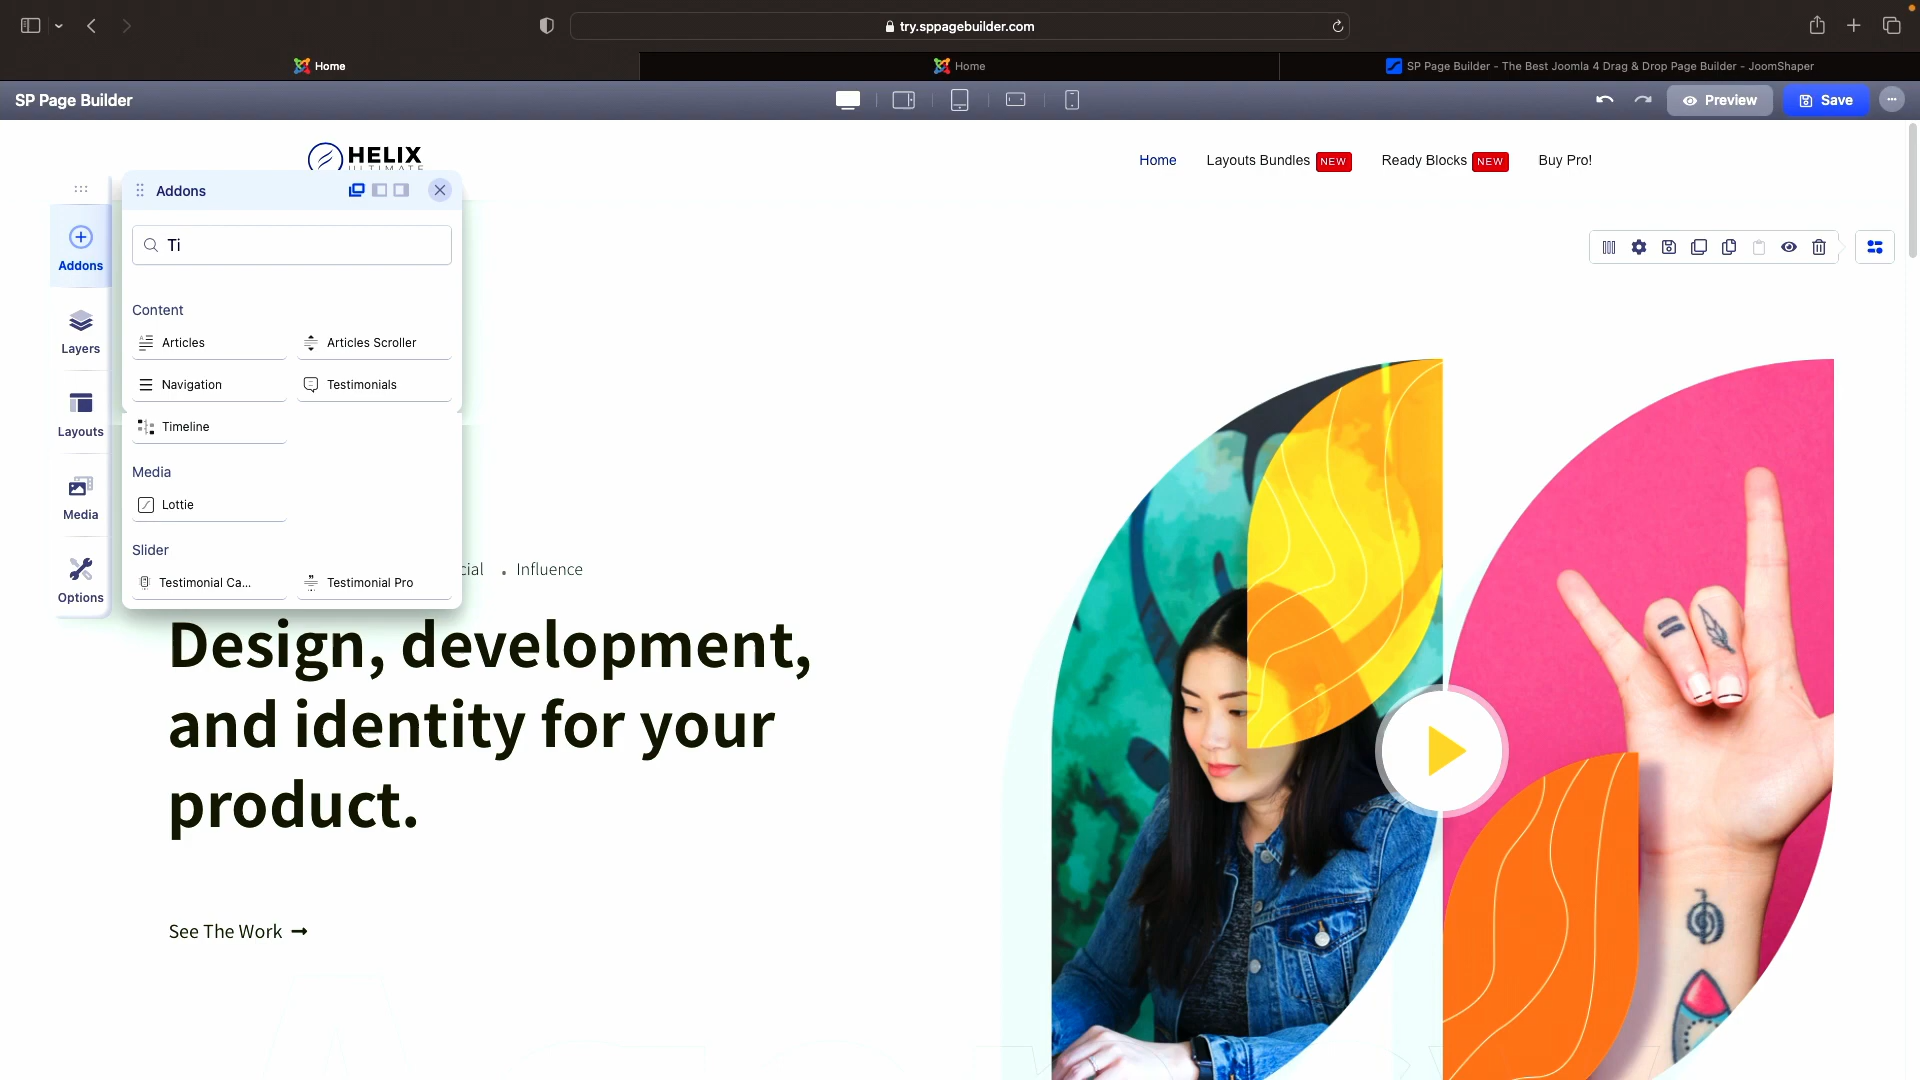 try.sppagebuilder.com
Home
Home
SP Page Builder - The Best Joomla 4 Drag & Drop Page Builder - JoomShaper
SP Page Builder
Preview
Save
HELIX
ULTIMATE
Home
Layouts Bundles NEW
Ready Blocks NEW
Buy Pro!
Addons
Layers
Layouts
Media
Options
Addons
Ti
Content
Articles
Articles Scroller
Navigation
Testimonials
Timeline
Media
Lottie
Slider
Testimonial Ca...
Testimonial Pro
cial • Influence
Design, development,
and identity for your
product.
See The Work →